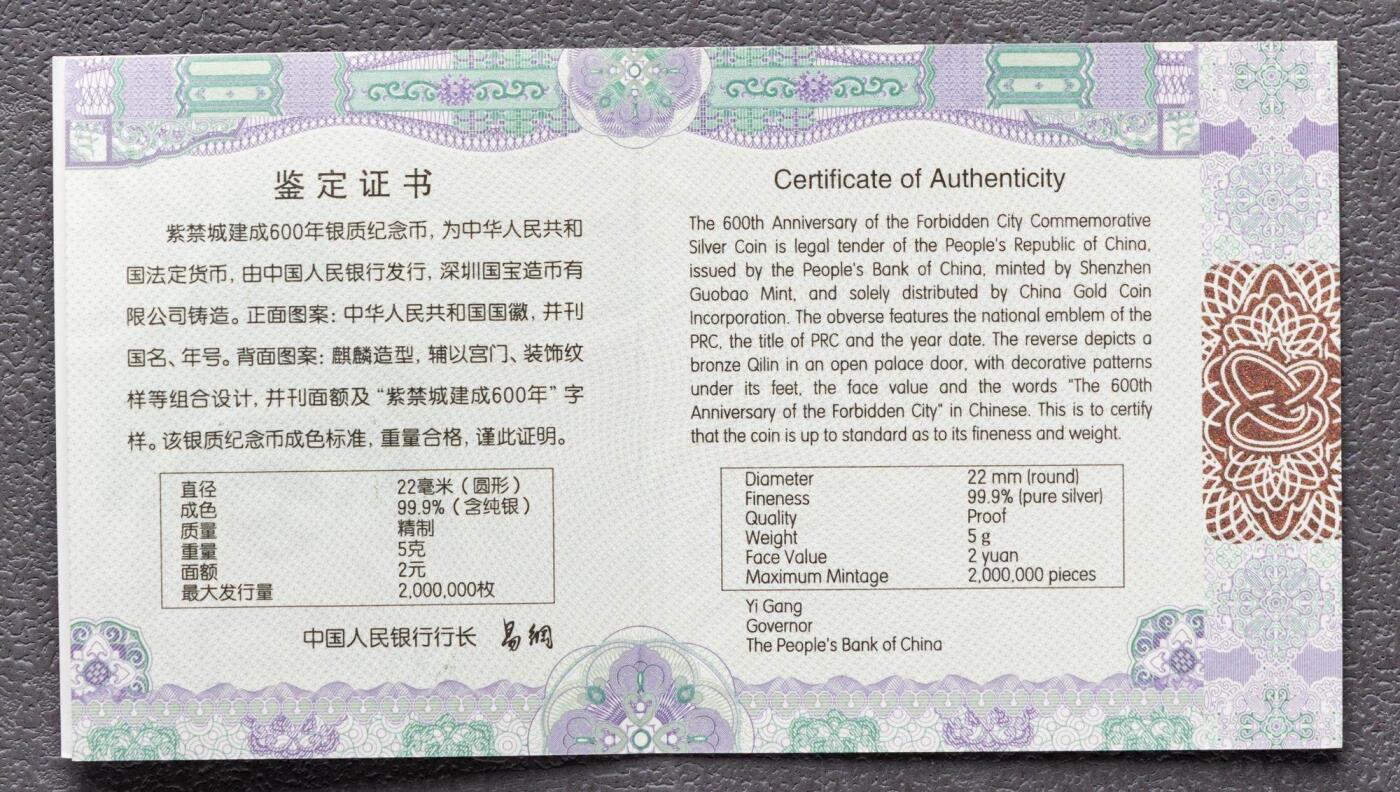 鉴定证书
紫禁城建成600年银质纪念币，为中华人民共和
国法定货币，由中国人民银行发行，深圳国宝造币有
限公司铸造。正面图案：中华人民共和国国徽，并刊
国名、年号。背面图案：麒麟造型，辅以宫门、装饰纹
样等组合设计，并刊面额及“紫禁城建成600年”字
样。该银质纪念币成色标准，重量合格，谨此证明。
直径 22毫米（圆形）
成色 99.9%（含纯银）
质量 精制
重量 5克
面额 2元
最大发行量 2,000,000枚
中国人民银行行长 易纲
Certificate of Authenticity
The 600th Anniversary of the Forbidden City Commemorative
Silver Coin is legal tender of the People's Republic of China,
issued by the People's Bank of China, minted by Shenzhen
Guobao Mint, and solely distributed by China Gold Coin
Incorporation. The obverse features the national emblem of the
PRC, the title of PRC and the year date. The reverse depicts a
bronze Qilin in an open palace door, with decorative patterns
under its feet, the face value and the words "The 600th
Anniversary of the Forbidden City" in Chinese. This is to certify
that the coin is up to standard as to its fineness and weight.
Diameter 22 mm (round)
Fineness 99.9% (pure silver)
Quality Proof
Weight 5 g
Face Value 2 yuan
Maximum Mintage 2,000,000 pieces
Yi Gang
Governor
The People's Bank of China